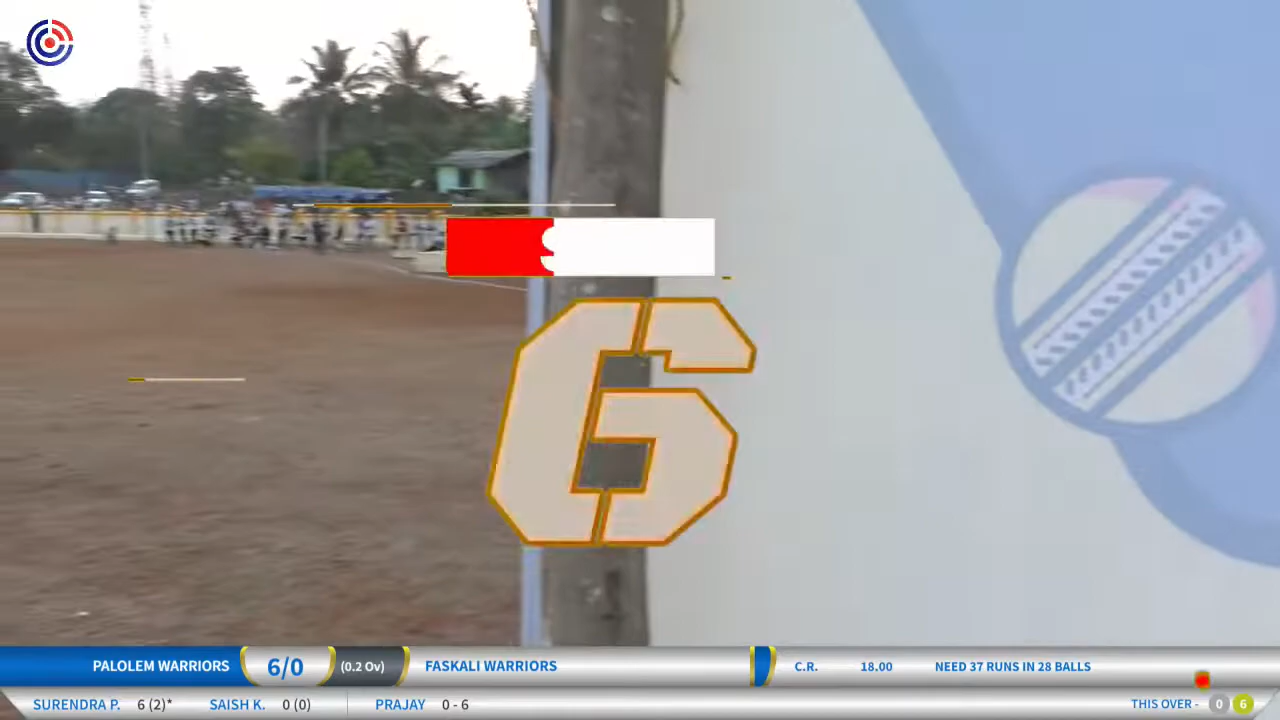 6
PALOLEM WARRIORS 6/0 (0.2 Ov) FASKALI WARRIORS C.R. 18.00 NEED 37 RUNS IN 28 BALLS
SURENDRA P. 6 (2)* SAISH K. 0 (0) PRAJAY 0 - 6 THIS OVER - 0 6